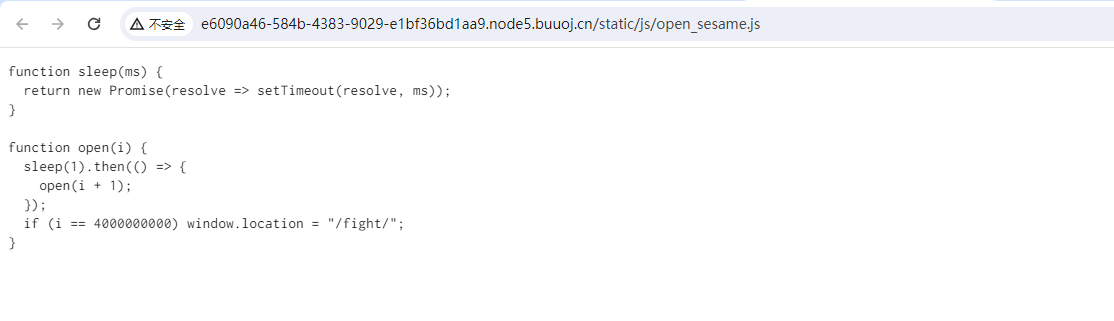 不安全 e6090a46-584b-4383-9029-e1bf36bd1aa9.node5.buuoj.cn/static/js/open_sesame.js
function sleep(ms) {
  return new Promise(resolve => setTimeout(resolve, ms));
}

function open(i) {
  sleep(1).then(() => {
    open(i + 1);
  });
  if (i == 4000000000) window.location = "/fight/";
}